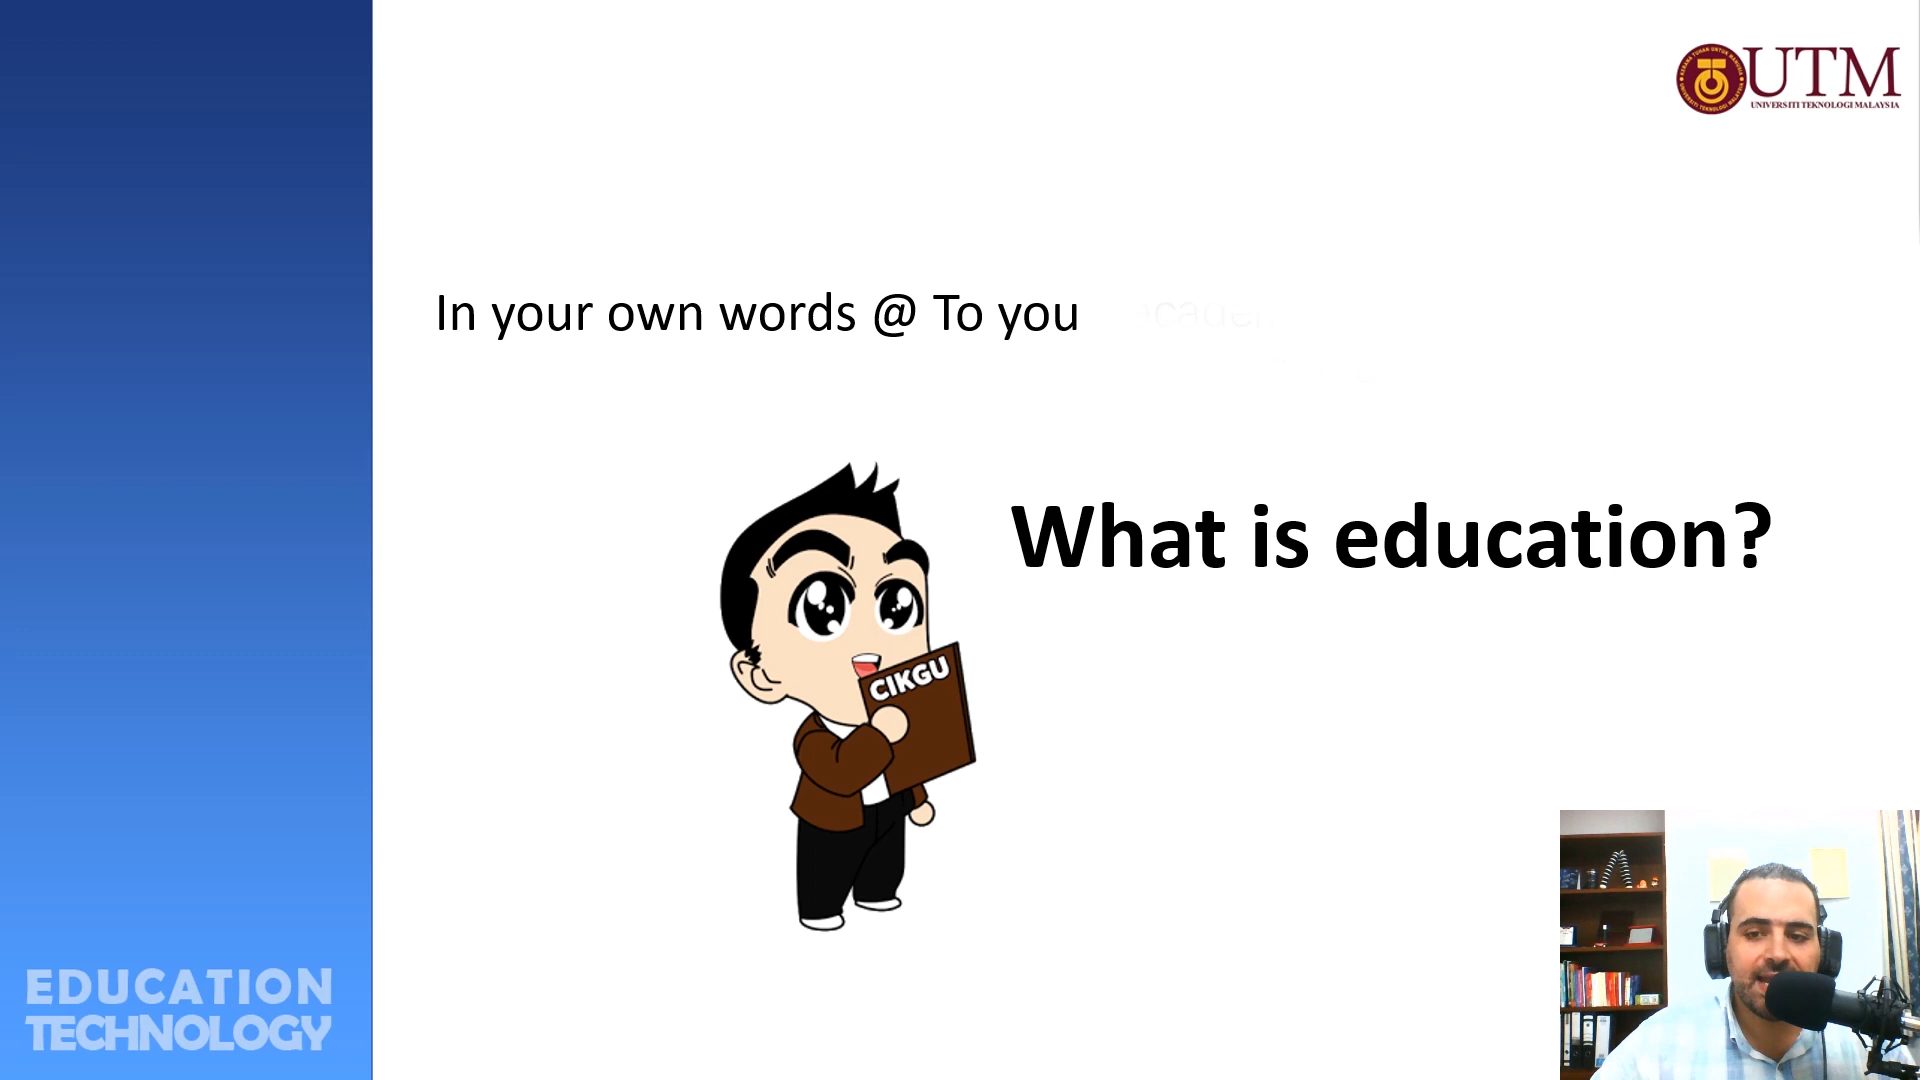 UTM
UNIVERSITI TEKNOLOGI MALAYSIA
In your own words @ To you
What is education?
CIKGU
EDUCATION
TECHNOLOGY